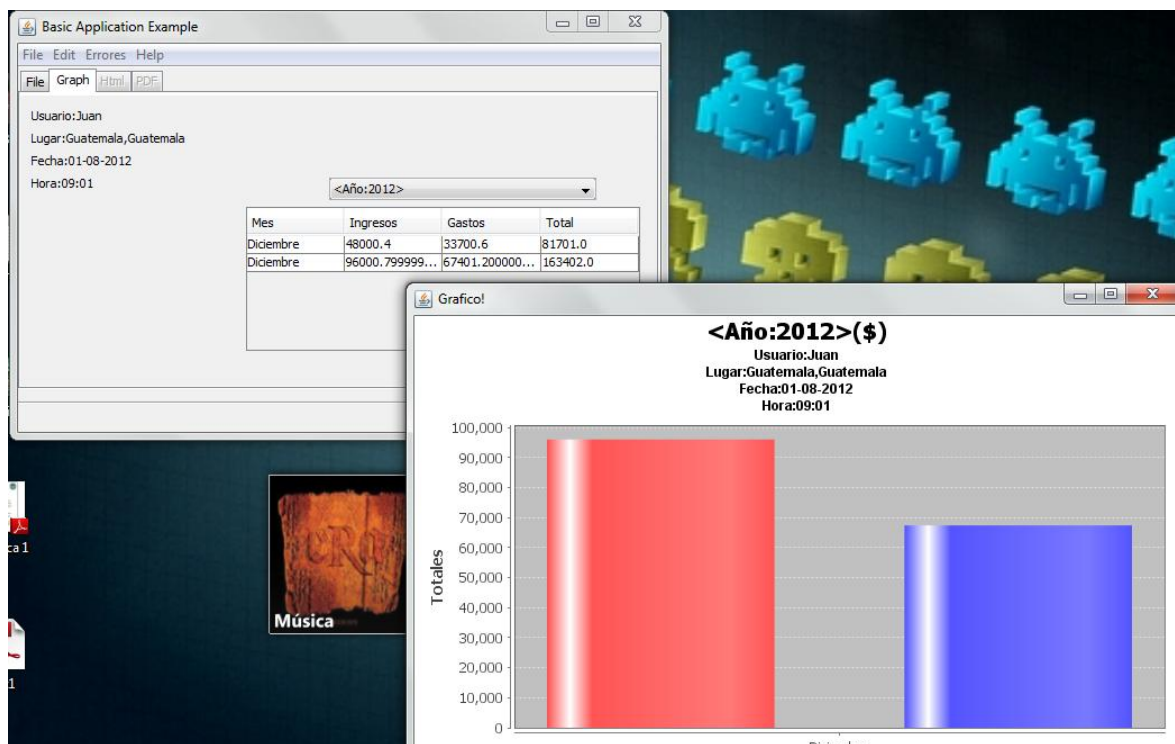 Basic Application Example
File Edit Errores Help
File Graph Html PDF
Usuario:Juan
Lugar:Guatemala,Guatemala
Fecha:01-08-2012
Hora:09:01
<Año:2012>
Mes Ingresos Gastos Total
Diciembre 48000.4 33700.6 81701.0
Diciembre 96000.799999... 67401.200000... 163402.0
Grafico!
<Año:2012>($)
Usuario:Juan
Lugar:Guatemala,Guatemala
Fecha:01-08-2012
Hora:09:01
100,000
90,000
80,000
70,000
60,000
50,000
40,000
30,000
20,000
10,000
0
Totales
Música
ca 1
1